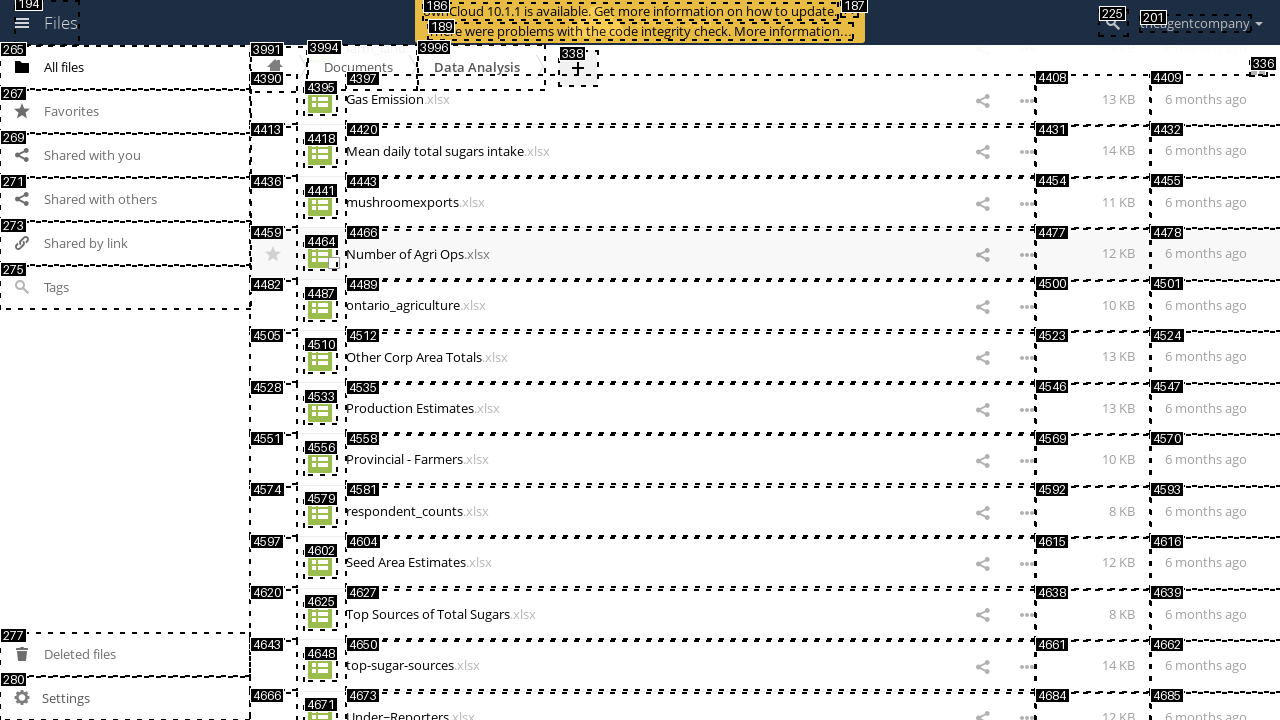 194
Files
186
ownCloud 10.1.1 is available. Get more information on how to update.
187
189
There were problems with the code integrity check. More information…
225
201
theagentcompany
265
All files
267
Favorites
269
Shared with you
271
Shared with others
273
Shared by link
275
Tags
277
Deleted files
280
Settings
3991
3994
Documents
3996
Data Analysis
338
+
336
4390
4395
4397
Gas Emission.xlsx
4408
13 KB
4409
6 months ago
4413
4418
4420
Mean daily total sugars intake.xlsx
4431
14 KB
4432
6 months ago
4436
4441
4443
mushroomexports.xlsx
4454
11 KB
4455
6 months ago
4459
4464
4466
Number of Agri Ops.xlsx
4477
12 KB
4478
6 months ago
4482
4487
4489
ontario_agriculture.xlsx
4500
10 KB
4501
6 months ago
4505
4510
4512
Other Corp Area Totals.xlsx
4523
13 KB
4524
6 months ago
4528
4533
4535
Production Estimates.xlsx
4546
13 KB
4547
6 months ago
4551
4556
4558
Provincial - Farmers.xlsx
4569
10 KB
4570
6 months ago
4574
4579
4581
respondent_counts.xlsx
4592
8 KB
4593
6 months ago
4597
4602
4604
Seed Area Estimates.xlsx
4615
12 KB
4616
6 months ago
4620
4625
4627
Top Sources of Total Sugars.xlsx
4638
8 KB
4639
6 months ago
4643
4648
4650
top-sugar-sources.xlsx
4661
14 KB
4662
6 months ago
4666
4671
4673
Under-Reporters.xlsx
4684
12 KB
4685
6 months ago